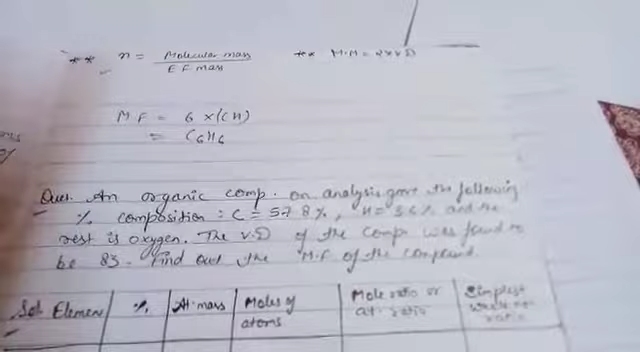 ** n = Molecular mass / E F mass ** M.M = 2 x V.D
M F = 6 x (CH)
= C6H6
Ques. An organic comp. on analysis gave the following
% composition : C = 57.8%, H = 3.6% and the
rest is oxygen. The V.D of the comp. was found to
be 83. Find out the M.F of the compound.
Sol. Element % At. mass Moles of atoms Mole ratio or at. ratio Simplest whole no. ratio